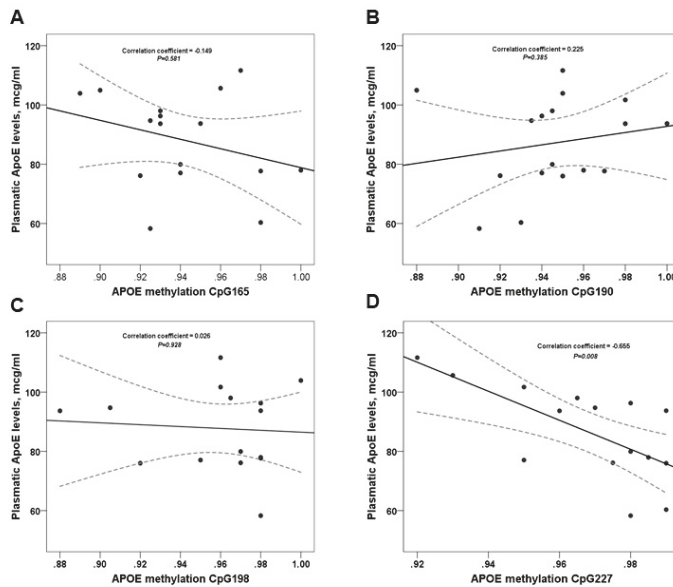 A
Correlation coefficient = -0.149
P=0.581
Plasmatic ApoE levels, mcg/ml
120
100
80
60
.88
.90
.92
.94
.96
.98
1.00
APOE methylation CpG165
B
Correlation coefficient = 0.225
P=0.385
Plasmatic ApoE levels, mcg/ml
120
100
80
60
.88
.90
.92
.94
.96
.98
1.00
APOE methylation CpG190
C
Correlation coefficient = 0.026
P=0.928
Plasmatic ApoE levels, mcg/ml
120
100
80
60
.88
.90
.92
.94
.96
.98
1.00
APOE methylation CpG198
D
Correlation coefficient = -0.655
P=0.008
Plasmatic ApoE levels, mcg/ml
120
100
80
60
.92
.94
.96
.98
APOE methylation CpG227